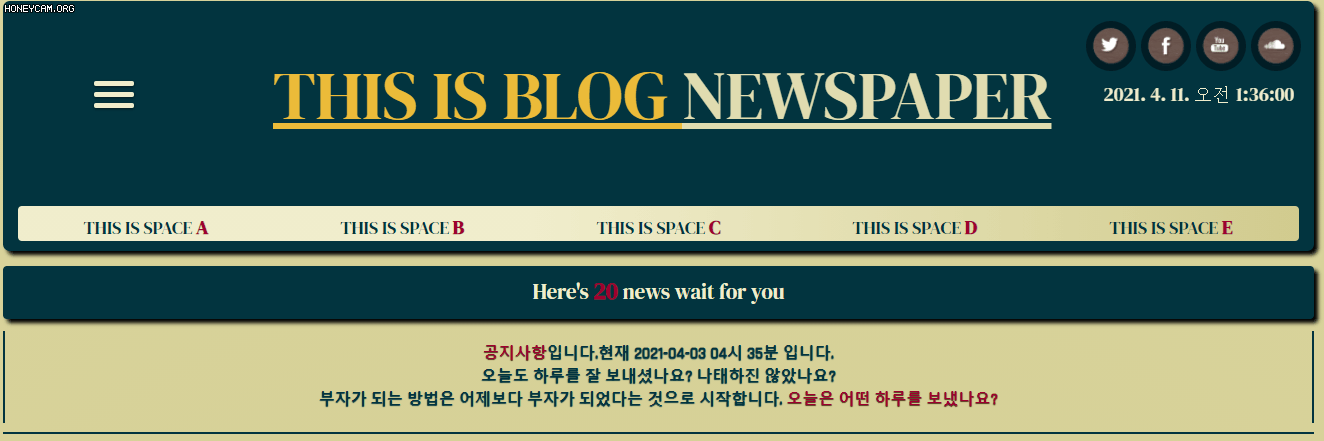 HONEYCAM.ORG
You Tube
THIS IS BLOG NEWSPAPER
2021. 4. 11. 오전 1:36:00
THIS IS SPACE A
THIS IS SPACE B
THIS IS SPACE C
THIS IS SPACE D
THIS IS SPACE E
Here's 20 news wait for you
공지사항입니다.현재 2021-04-03 04시 35분 입니다.
오늘도 하루를 잘 보내셨나요? 나태하진 않았나요?
부자가 되는 방법은 어제보다 부자가 되었다는 것으로 시작합니다. 오늘은 어떤 하루를 보냈나요?